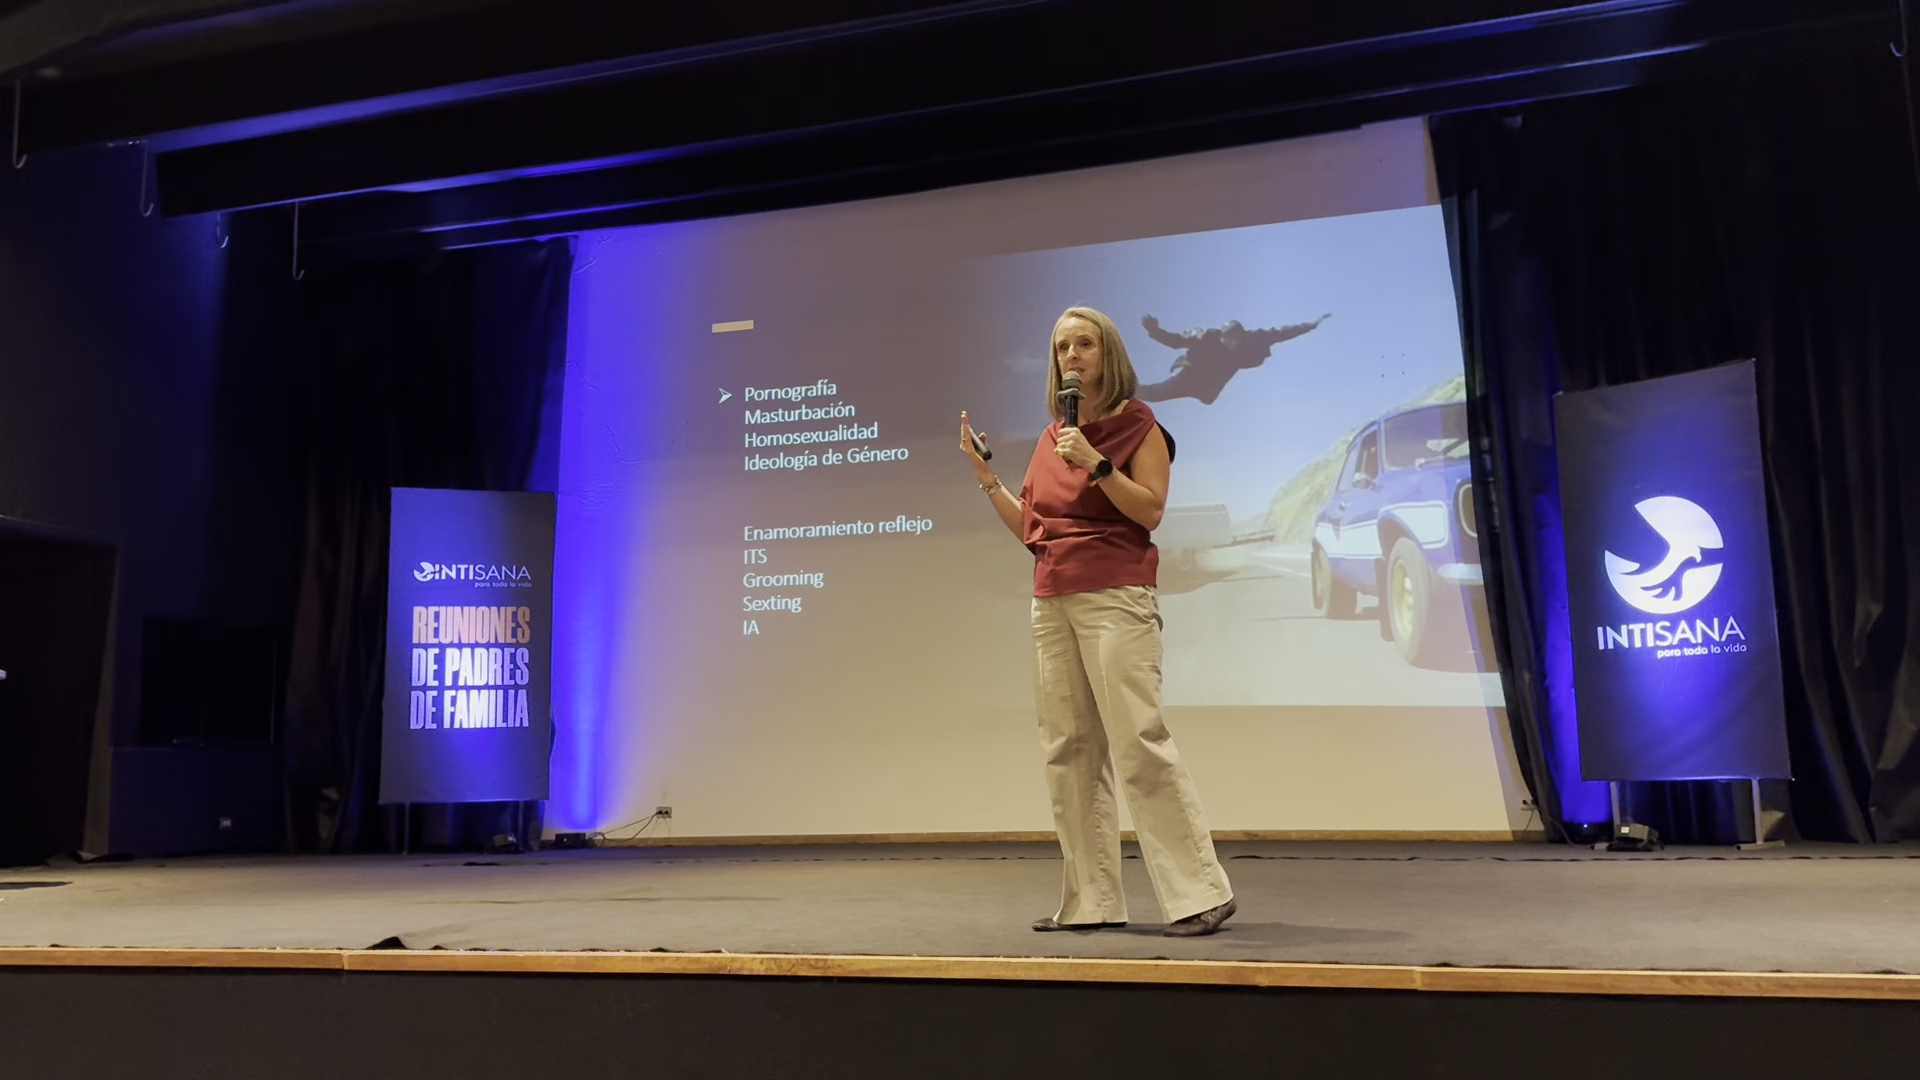 Pornografía
Masturbación
Homosexualidad
Ideología de Género
Enamoramiento reflejo
ITS
Grooming
Sexting
IA
INTISANA
para toda la vida
REUNIONES
DE PADRES
DE FAMILIA
INTISANA
para toda la vida